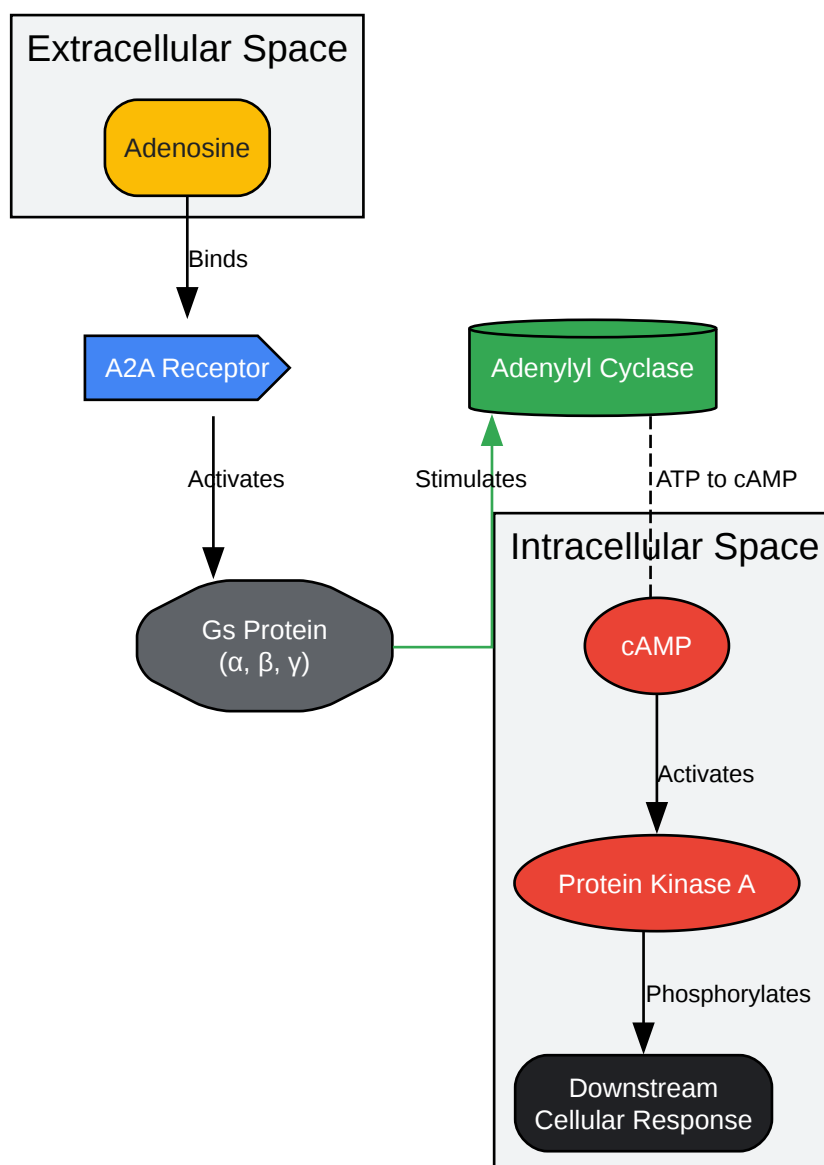 Extracellular Space
Adenosine
Binds
A2A Receptor
Adenylyl Cyclase
Activates
Stimulates
ATP to cAMP
Intracellular Space
Gs Protein
(α, β, γ)
cAMP
Activates
Protein Kinase A
Phosphorylates
Downstream
Cellular Response